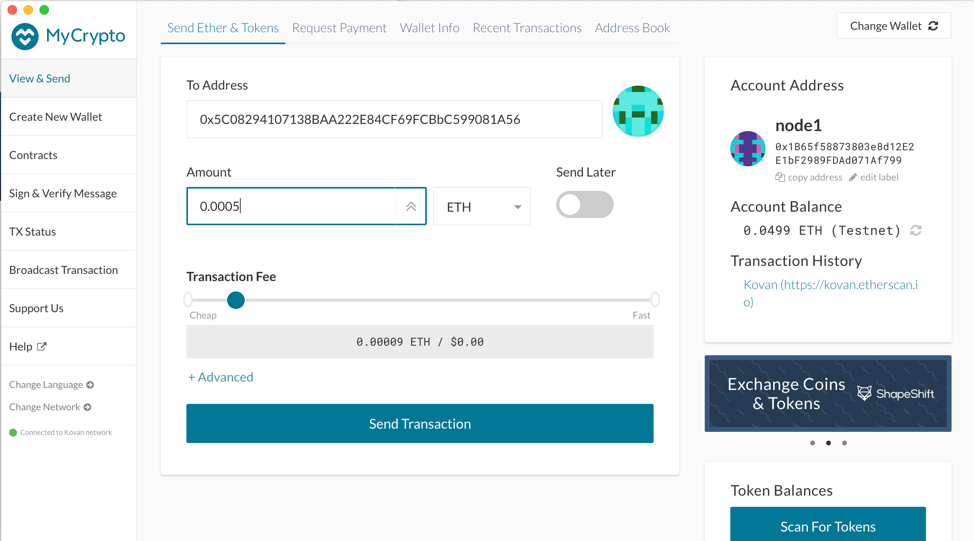 MyCrypto
View & Send
Create New Wallet
Contracts
Sign & Verify Message
TX Status
Broadcast Transaction
Support Us
Help
Change Language
Change Network
Connected to Kovan network
Send Ether & Tokens
Request Payment
Wallet Info
Recent Transactions
Address Book
Change Wallet
To Address
0x5C08294107138BAA222E84CF69FCBbC599081A56
Amount
0.0005
ETH
Send Later
Transaction Fee
Cheap
Fast
0.00009 ETH / $0.00
+ Advanced
Send Transaction
Account Address
node1
0x1B65f58873803e8d12E2
E1bF2989FDAd071Af799
copy address
edit label
Account Balance
0.0499 ETH (Testnet)
Transaction History
Kovan (https://kovan.etherscan.i
o)
Exchange Coins
& Tokens
ShapeShift
Token Balances
Scan For Tokens